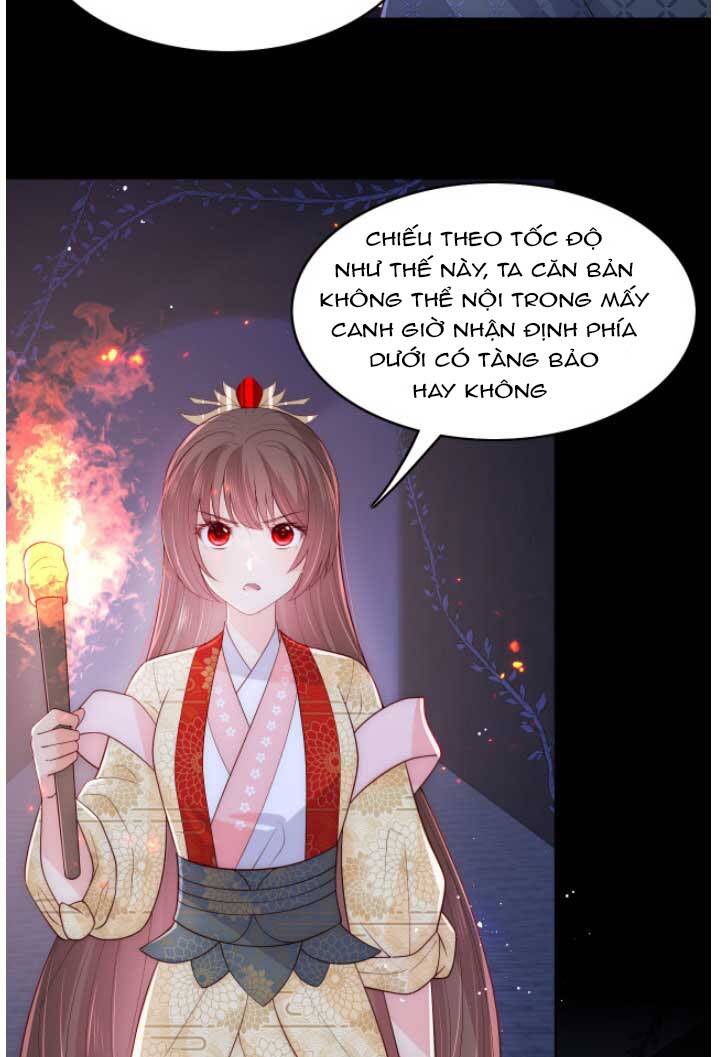 CHIẾU THEO TỐC ĐỘ
NHƯ THẾ NÀY, TA CĂN BẢN
KHÔNG THỂ NỘI TRONG MẤY
CANH GIỜ NHẬN ĐỊNH PHÍA
DƯỚI CÓ TÀNG BẢO
HAY KHÔNG